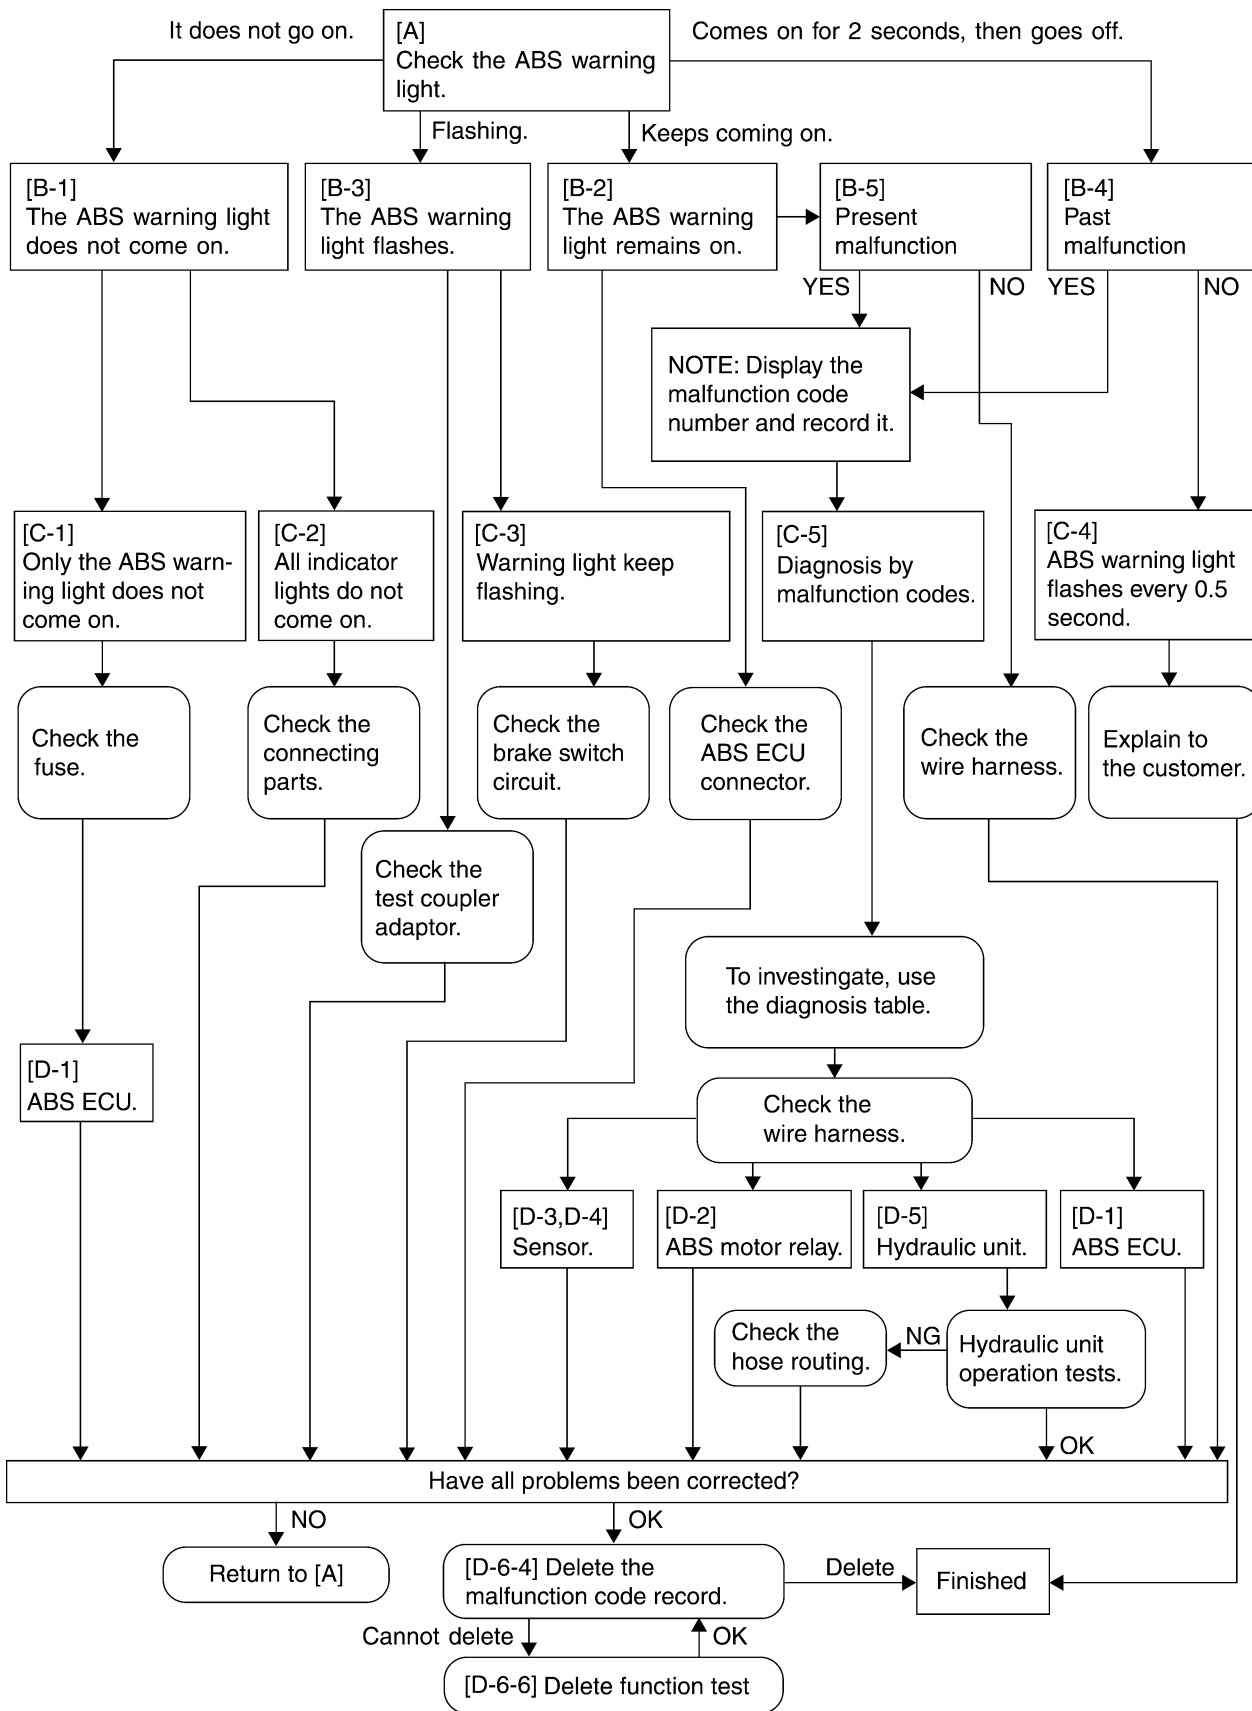 It does not go on.
[A]
Check the ABS warning
light.
Comes on for 2 seconds, then goes off.
Flashing.
Keeps coming on.
[B-1]
The ABS warning light
does not come on.
[B-3]
The ABS warning
light flashes.
[B-2]
The ABS warning
light remains on.
[B-5]
Present
malfunction
[B-4]
Past
malfunction
YES
NO
YES
NO
NOTE: Display the
malfunction code
number and record it.
[C-1]
Only the ABS warn-
ing light does not
come on.
[C-2]
All indicator
lights do not
come on.
[C-3]
Warning light keep
flashing.
[C-5]
Diagnosis by
malfunction codes.
[C-4]
ABS warning light
flashes every 0.5
second.
Check the
fuse.
Check the
connecting
parts.
Check the
brake switch
circuit.
Check the
ABS ECU
connector.
Check the
wire harness.
Explain to
the customer.
Check the
test coupler
adaptor.
To investingate, use
the diagnosis table.
[D-1]
ABS ECU.
Check the
wire harness.
[D-3,D-4]
Sensor.
[D-2]
ABS motor relay.
[D-5]
Hydraulic unit.
[D-1]
ABS ECU.
Check the
hose routing.
NG
Hydraulic unit
operation tests.
OK
Have all problems been corrected?
NO
OK
Return to [A]
[D-6-4] Delete the
malfunction code record.
Delete
Finished
Cannot delete
OK
[D-6-6] Delete function test